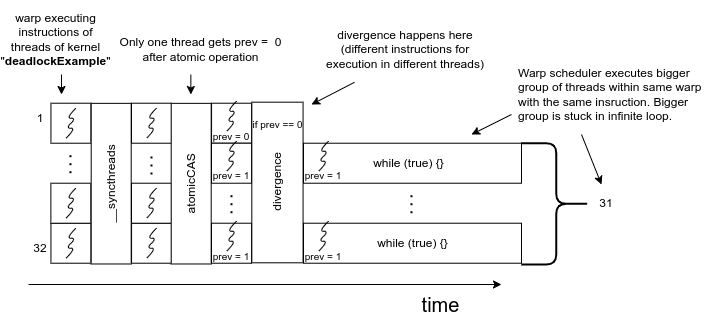 warp executing
instructions of
threads of kernel
"deadlockExample"
Only one thread gets prev = 0
after atomic operation
divergence happens here
(different instructions for
execution in different threads)
Warp scheduler executes bigger
group of threads within same warp
with the same insruction. Bigger
group is stuck in infinite loop.
1
32
__syncthreads
atomicCAS
prev = 0
prev = 1
prev = 1
if prev == 0
divergence
prev = 1
while (true) {}
prev = 1
while (true) {}
31
time